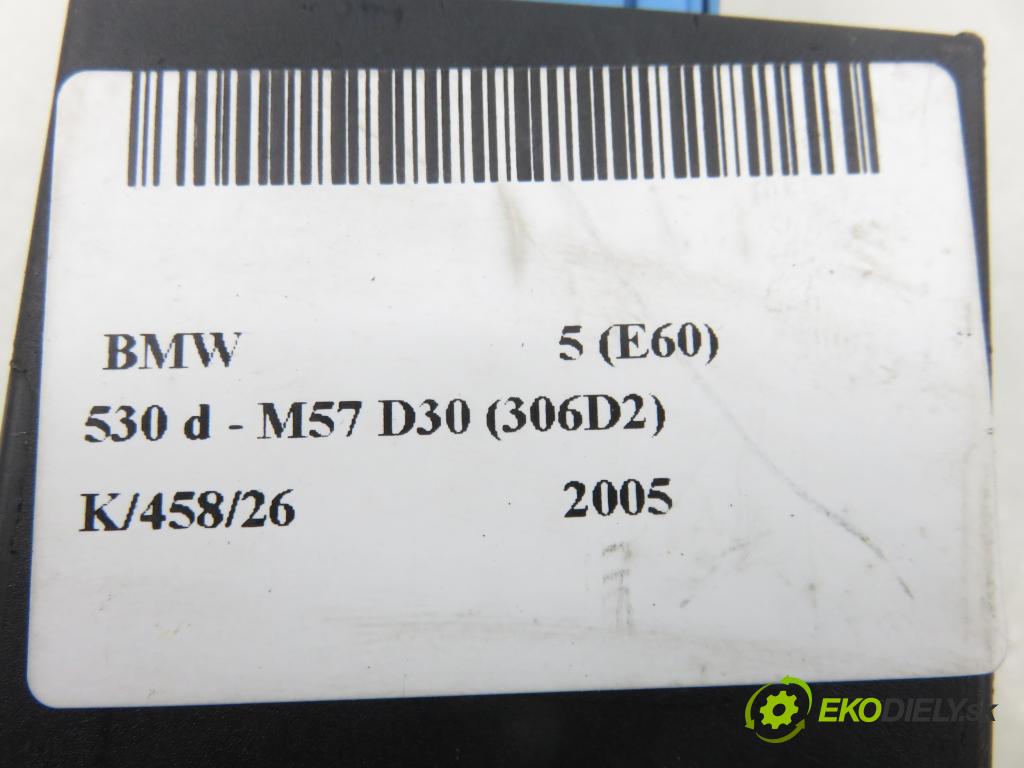 BMW 5 (E60)
530 d - M57 D30 (306D2)
K/458/26 2005
EKODIELY.sk